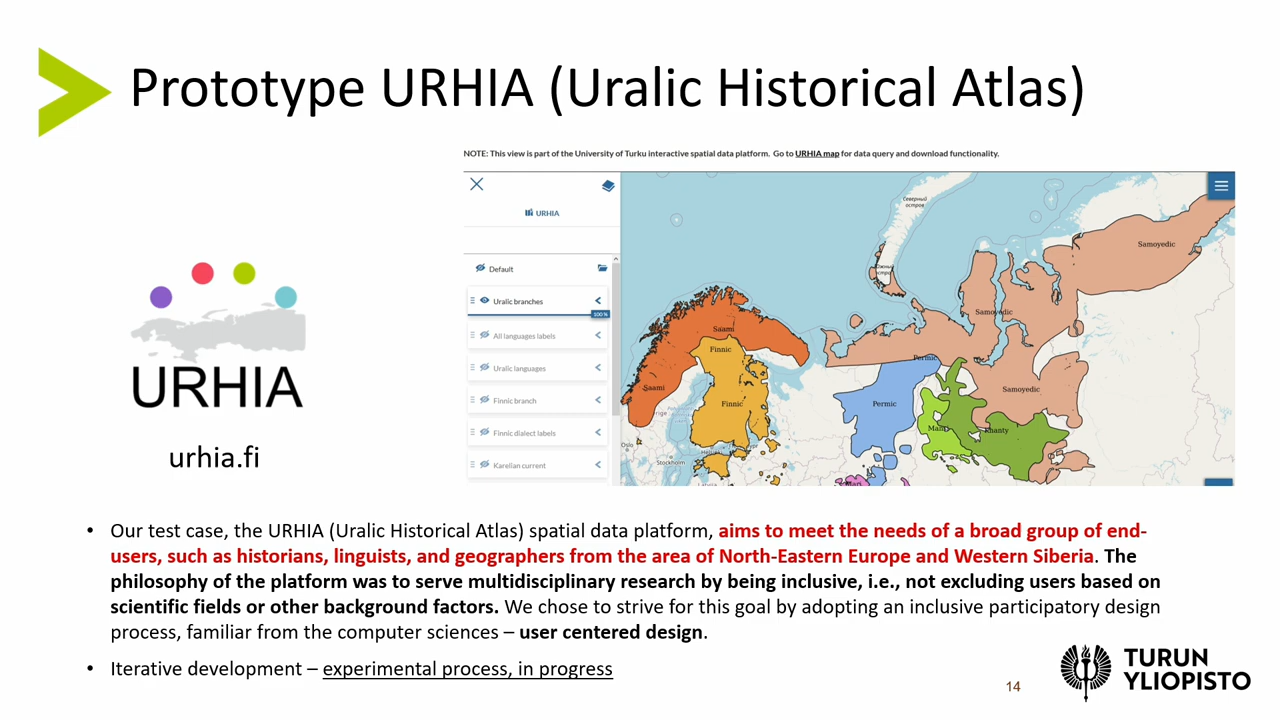 Prototype URHIA (Uralic Historical Atlas)
NOTE: This view is part of the University of Turku interactive spatial data platform. Go to URHIA map for data query and download functionality.
URHIA
Default
Uralic branches
100 %
All languages labels
Uralic languages
Finnic branch
Finnic dialect labels
Karelian current
Северный
остров
Samoyedic
Samoyedic
Saami
Finnic
Permic
Saami
Finnic
Permic
Samoyedic
Khanty
Oslo
Stockholm
URHIA
urhia.fi
• Our test case, the URHIA (Uralic Historical Atlas) spatial data platform, aims to meet the needs of a broad group of end-
users, such as historians, linguists, and geographers from the area of North-Eastern Europe and Western Siberia. The
philosophy of the platform was to serve multidisciplinary research by being inclusive, i.e., not excluding users based on
scientific fields or other background factors. We chose to strive for this goal by adopting an inclusive participatory design
process, familiar from the computer sciences – user centered design.
• Iterative development – experimental process, in progress
14
TURUN
YLIOPISTO